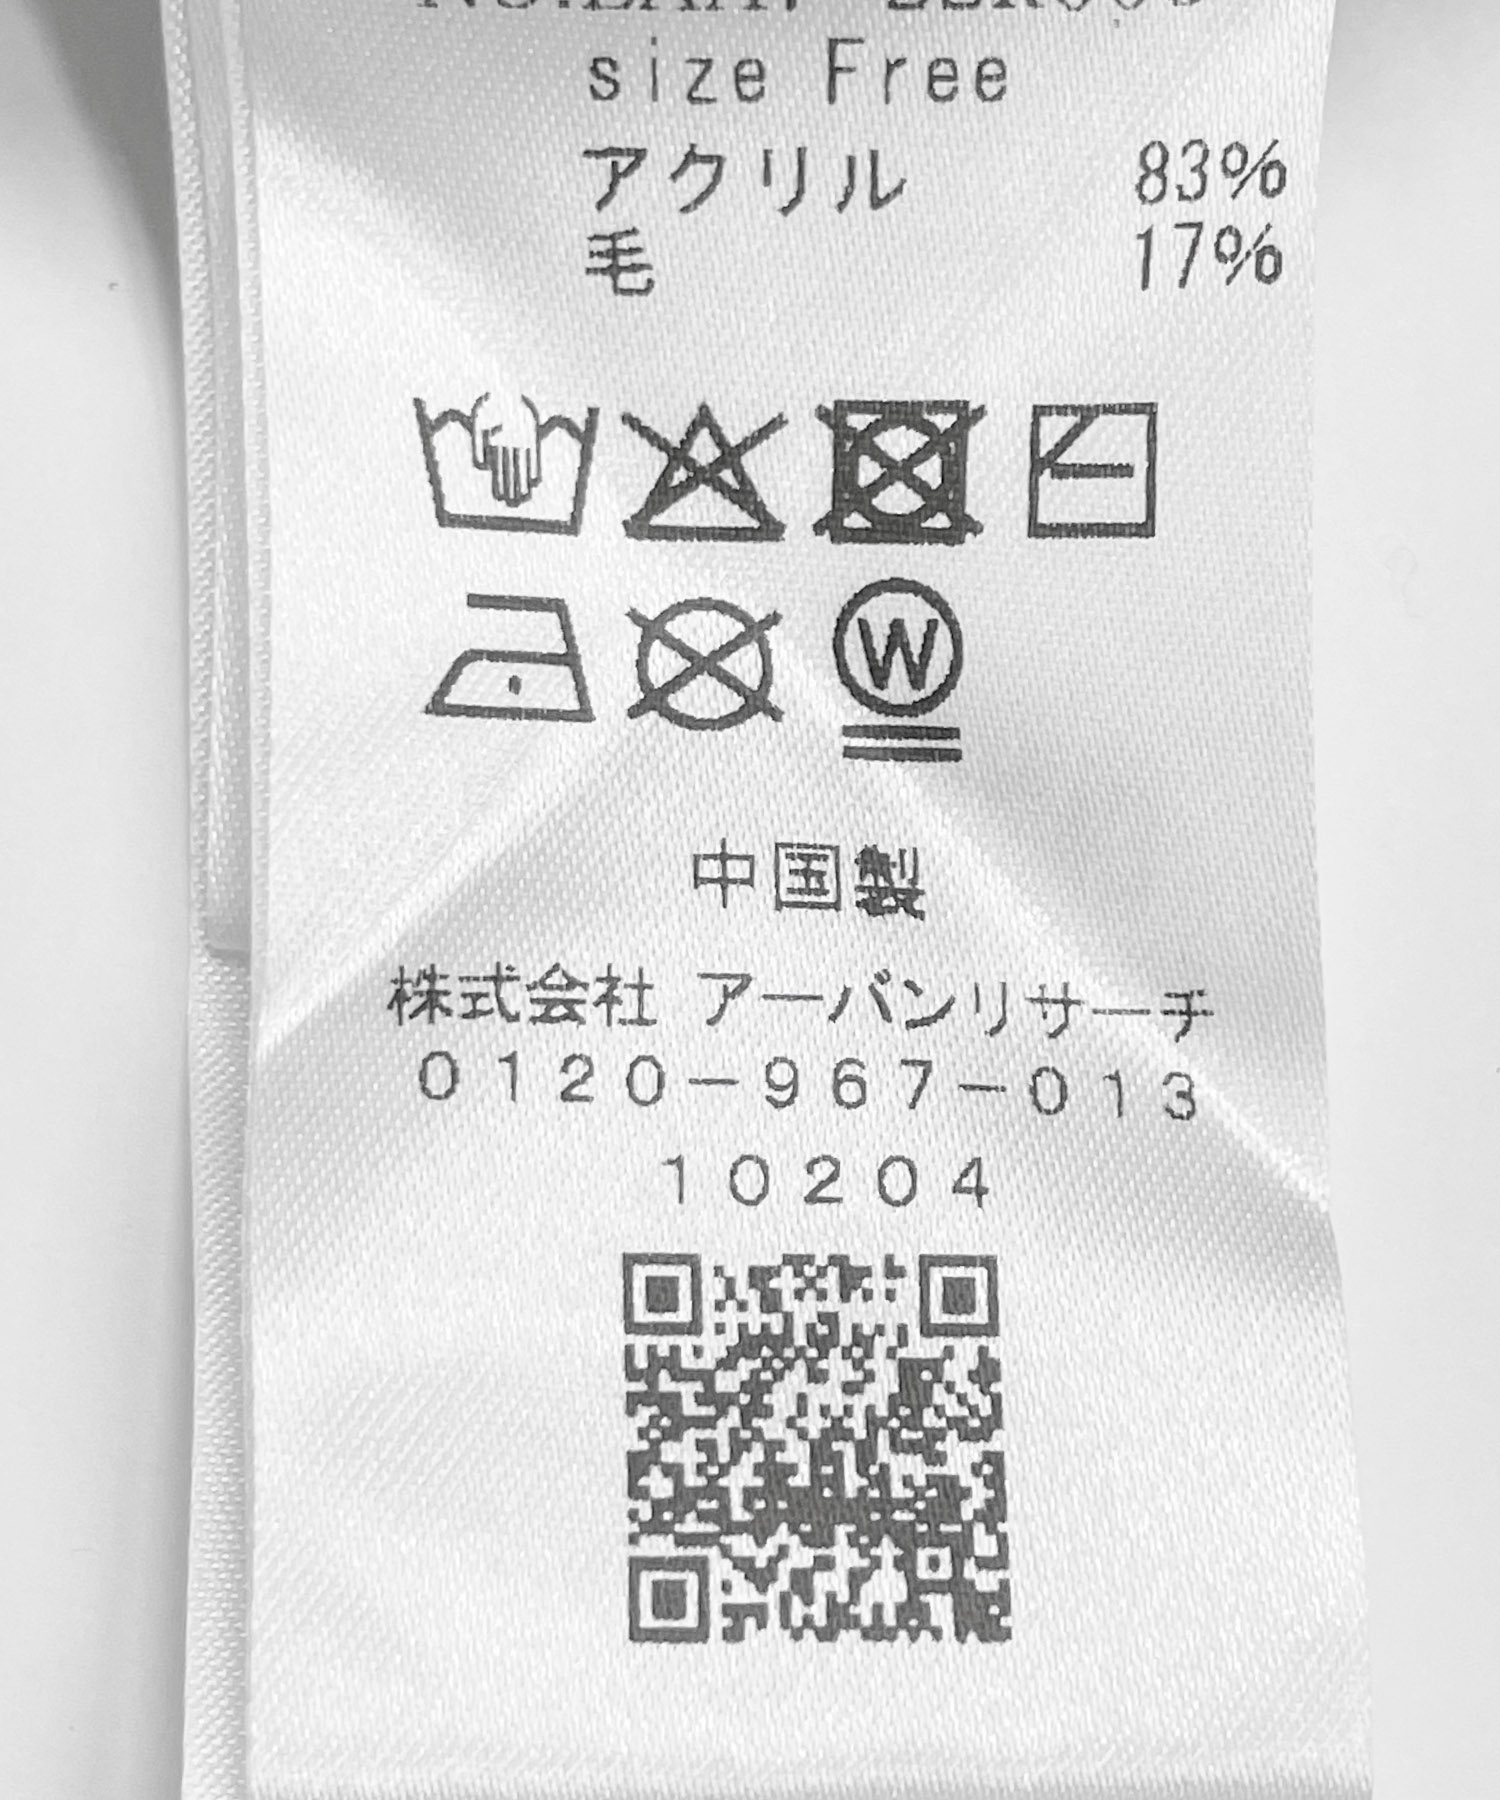 size Free
アクリル 83%
毛 17%
W
中国製
株式会社 アーバンリサーチ
0120-967-013
10204